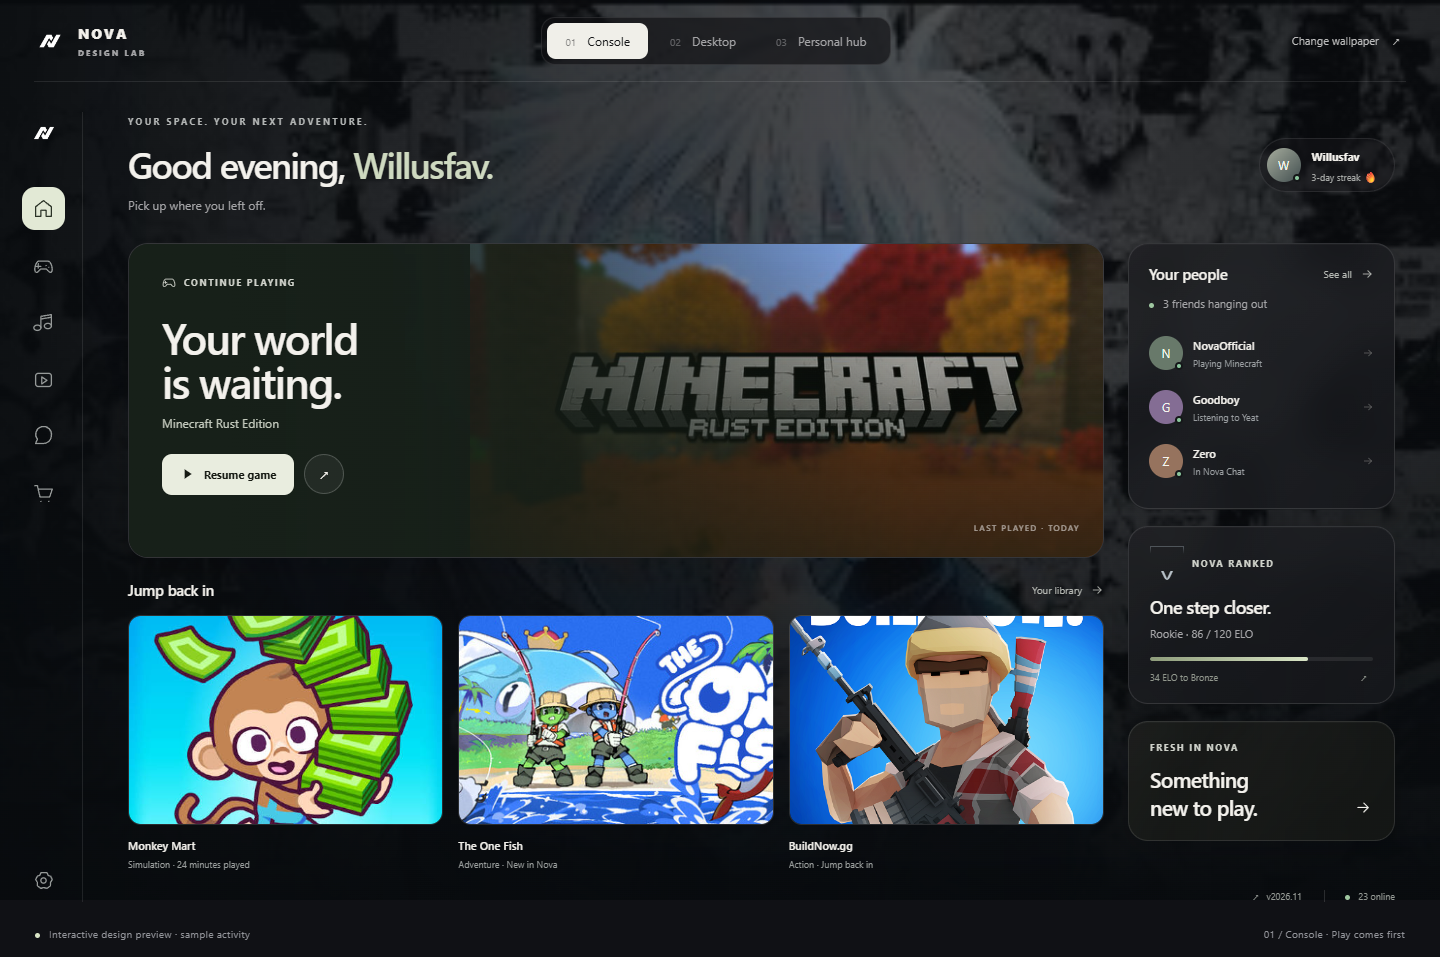 NOVA
DESIGN LAB
01 Console
02 Desktop
03 Personal hub
Change wallpaper ↗
YOUR SPACE. YOUR NEXT ADVENTURE.
Good evening, Willusfav.
Pick up where you left off.
W
Willusfav
3-day streak 🔥
CONTINUE PLAYING
Your world
is waiting.
Minecraft Rust Edition
Resume game
↗
MINECRAFT
RUST EDITION
LAST PLAYED · TODAY
Your people
See all →
3 friends hanging out
N
NovaOfficial
Playing Minecraft
G
Goodboy
Listening to Yeat
Z
Zero
In Nova Chat
V
NOVA RANKED
One step closer.
Rookie · 86 / 120 ELO
34 ELO to Bronze ↗
FRESH IN NOVA
Something
new to play. →
Jump back in
Your library →
THE
Monkey Mart
Simulation · 24 minutes played
The One Fish
Adventure · New in Nova
BuildNow.gg
Action · Jump back in
↗ v2026.11
23 online
Interactive design preview · sample activity
01 / Console · Play comes first